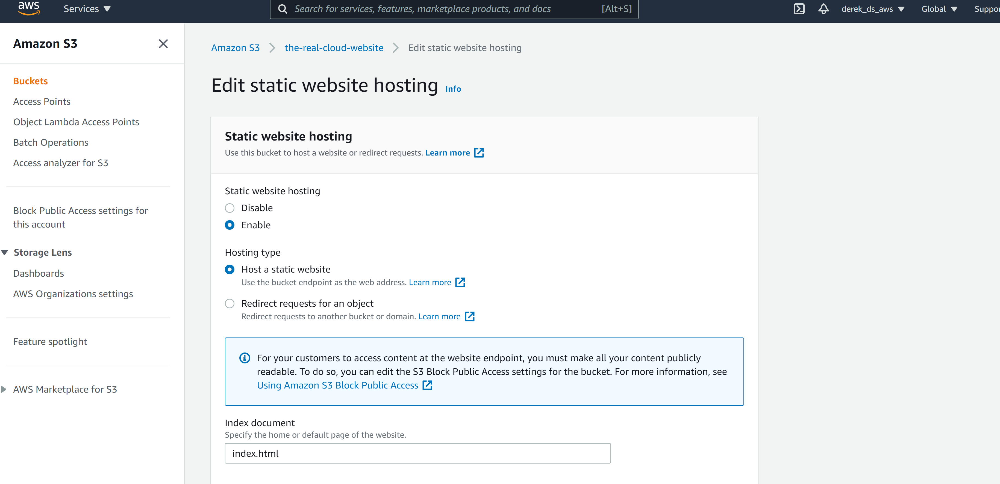 aws Services Search for services, features, marketplace products, and docs [Alt+S] derek_ds_aws Global
Amazon S3
Buckets
Access Points
Object Lambda Access Points
Batch Operations
Access analyzer for S3
Block Public Access settings for
this account
Storage Lens
Dashboards
AWS Organizations settings
Feature spotlight
AWS Marketplace for S3
Amazon S3 the-real-cloud-website Edit static website hosting
Edit static website hosting Info
Static website hosting
Use this bucket to host a website or redirect requests. Learn more
Static website hosting
Disable
Enable
Hosting type
Host a static website
Use the bucket endpoint as the web address. Learn more
Redirect requests for an object
Redirect requests to another bucket or domain. Learn more
For your customers to access content at the website endpoint, you must make all your content publicly
readable. To do so, you can edit the S3 Block Public Access settings for the bucket. For more information, see
Using Amazon S3 Block Public Access
Index document
Specify the home or default page of the website.
index.html